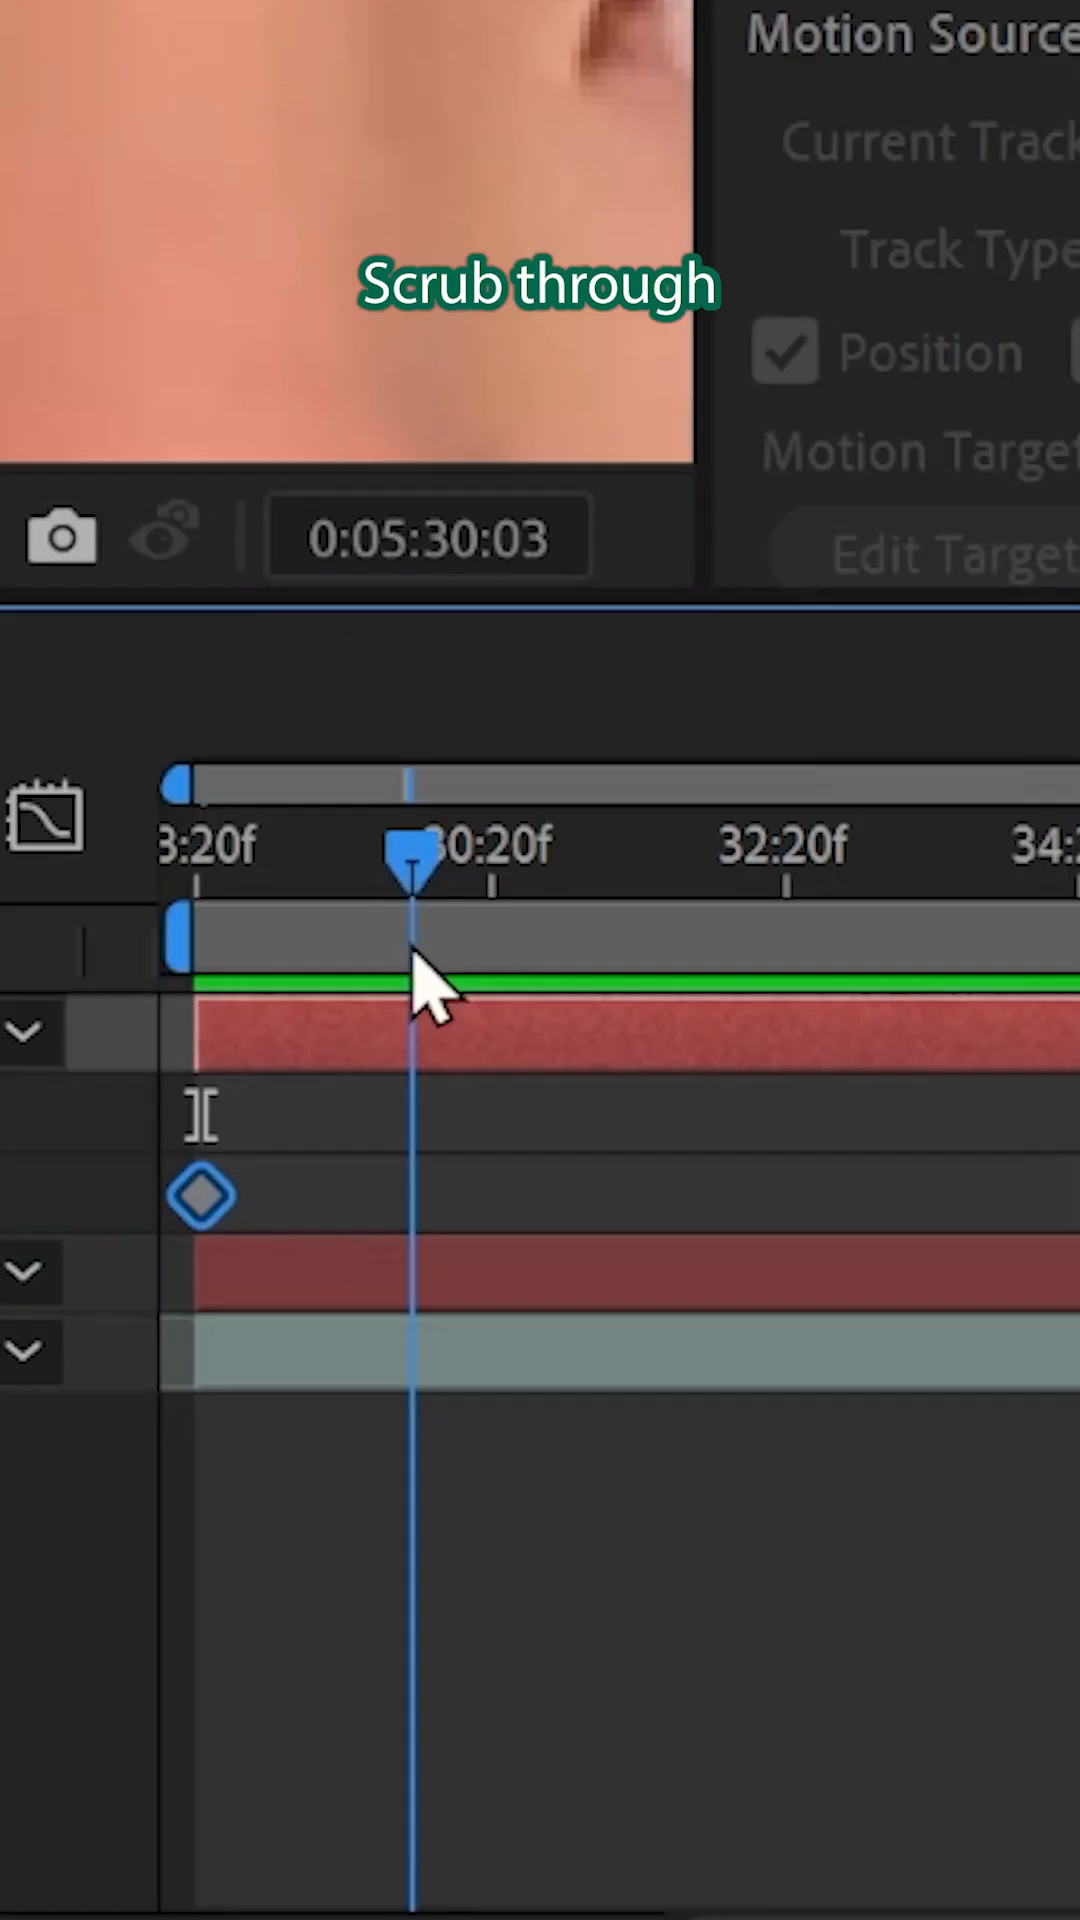 Motion Source
Current Track
Track Type
Scrub through
Position
Motion Target
0:05:30:03
Edit Target
3:20f
30:20f
32:20f
34: